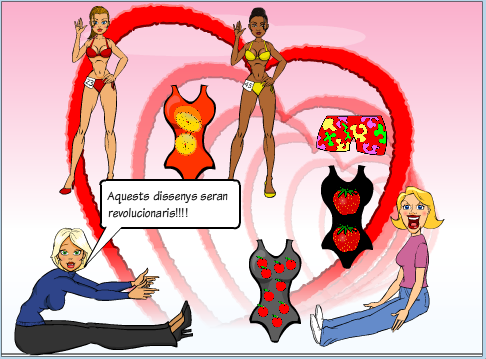 Aquests dissenys seran
revolucionaris!!!!